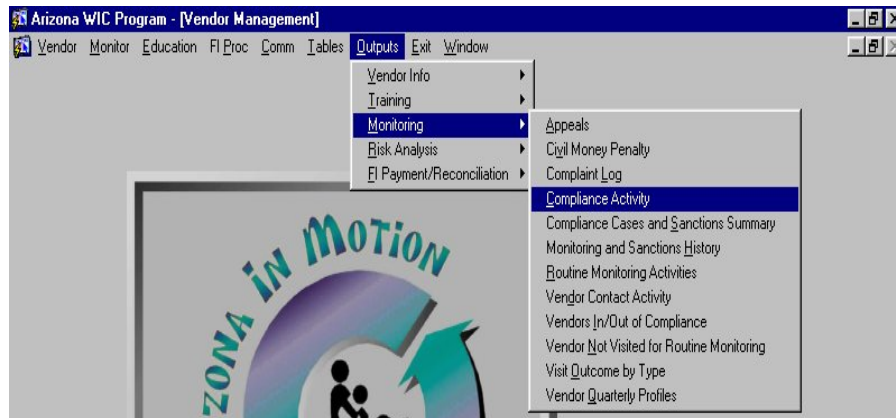 Arizona WIC Program - [Vendor Management]
Vendor Monitor Education FI Proc Comm Tables Outputs Exit Window
Vendor Info
Training
Monitoring
Risk Analysis
FI Payment/Reconciliation
Appeals
Civil Money Penalty
Complaint Log
Compliance Activity
Compliance Cases and Sanctions Summary
Monitoring and Sanctions History
Routine Monitoring Activities
Vendor Contact Activity
Vendors In/Out of Compliance
Vendor Not Visited for Routine Monitoring
Visit Outcome by Type
Vendor Quarterly Profiles
ZONA IN MOTION